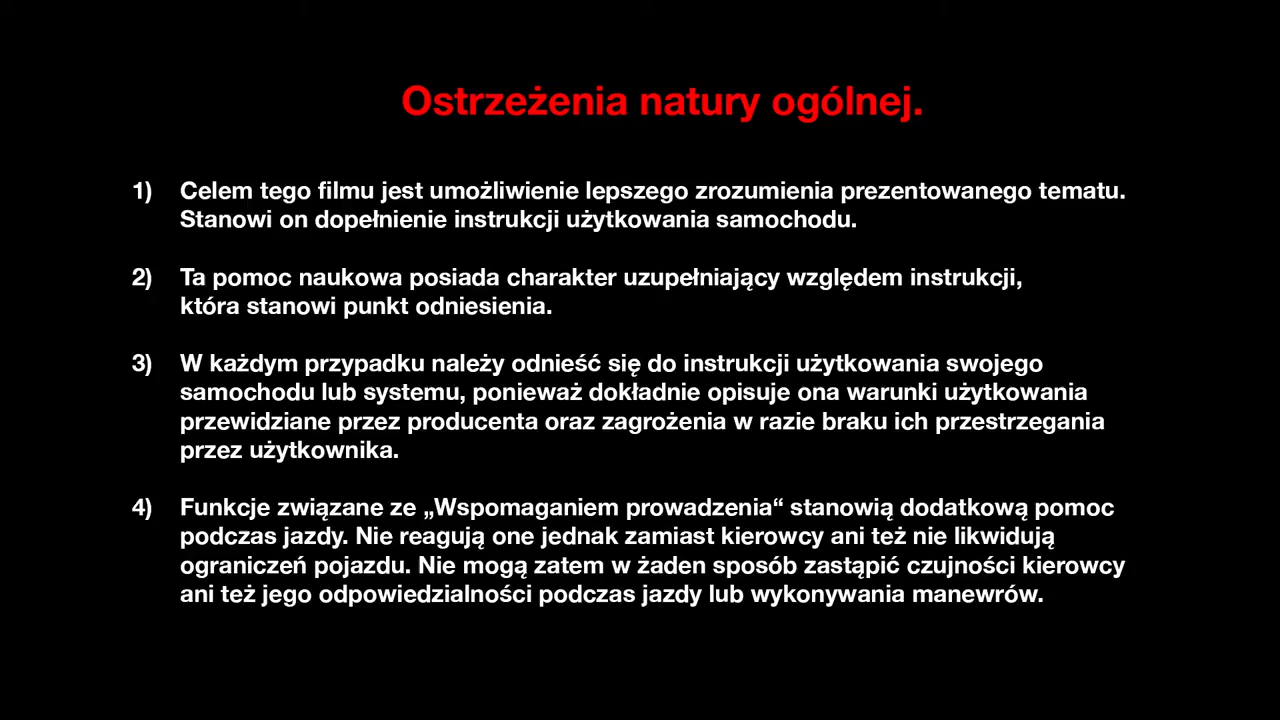 Ostrzeżenia natury ogólnej.
1) Celem tego filmu jest umożliwienie lepszego zrozumienia prezentowanego tematu.
Stanowi on dopełnienie instrukcji użytkowania samochodu.
2) Ta pomoc naukowa posiada charakter uzupełniający względem instrukcji,
która stanowi punkt odniesienia.
3) W każdym przypadku należy odnieść się do instrukcji użytkowania swojego
samochodu lub systemu, ponieważ dokładnie opisuje ona warunki użytkowania
przewidziane przez producenta oraz zagrożenia w razie braku ich przestrzegania
przez użytkownika.
4) Funkcje związane ze „Wspomaganiem prowadzenia“ stanowią dodatkową pomoc
podczas jazdy. Nie reagują one jednak zamiast kierowcy ani też nie likwidują
ograniczeń pojazdu. Nie mogą zatem w żaden sposób zastąpić czujności kierowcy
ani też jego odpowiedzialności podczas jazdy lub wykonywania manewrów.